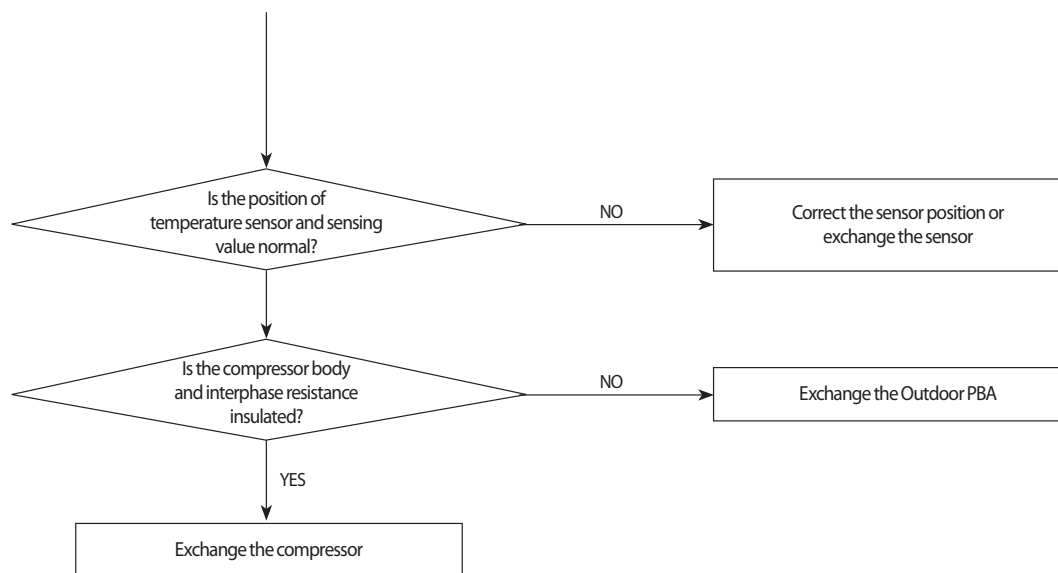 Is the position of
temperature sensor and sensing
value normal?
NO
Correct the sensor position or
exchange the sensor
Is the compressor body
and interphase resistance
insulated?
NO
Exchange the Outdoor PBA
YES
Exchange the compressor